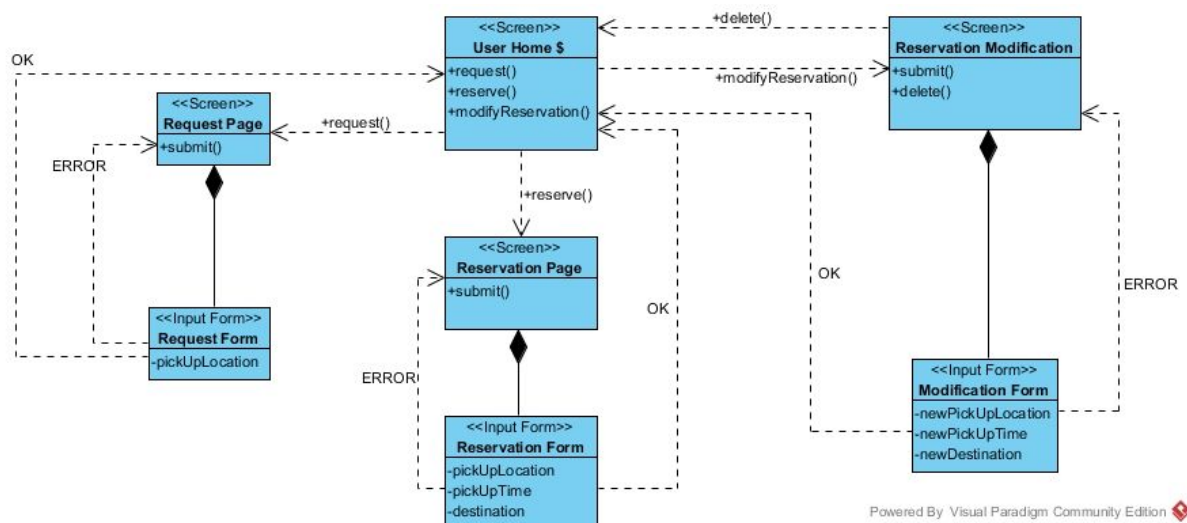 <<Screen>>
User Home $
+request()
+reserve()
+modifyReservation()
+delete()
+modifyReservation()
<<Screen>>
Reservation Modification
+submit()
+delete()
OK
<<Screen>>
Request Page
+submit()
+request()
ERROR
+reserve()
<<Screen>>
Reservation Page
+submit()
OK
OK
ERROR
<<Input Form>>
Request Form
-pickUpLocation
ERROR
<<Input Form>>
Reservation Form
-pickUpLocation
-pickUpTime
-destination
<<Input Form>>
Modification Form
-newPickUpLocation
-newPickUpTime
-newDestination
Powered By Visual Paradigm Community Edition